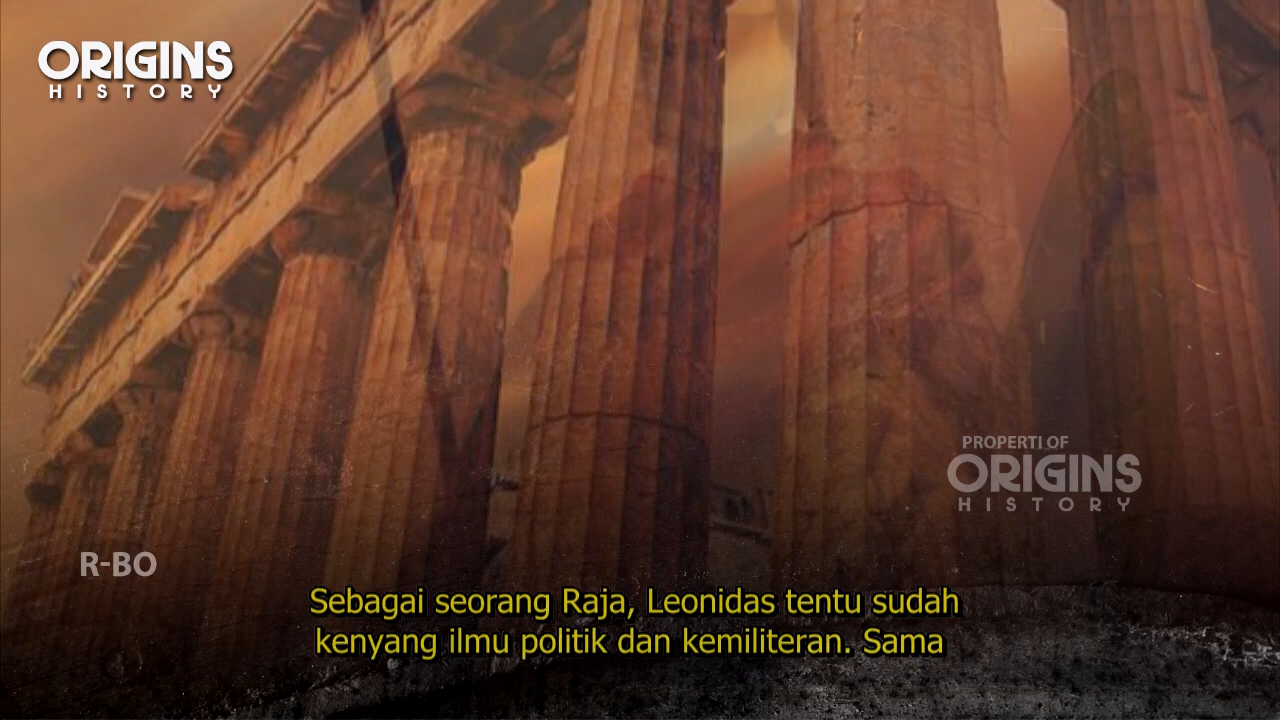 ORIGINS
HISTORY
PROPERTI OF
ORIGINS
HISTORY
R-BO
Sebagai seorang Raja, Leonidas tentu sudah
kenyang ilmu politik dan kemiliteran. Sama